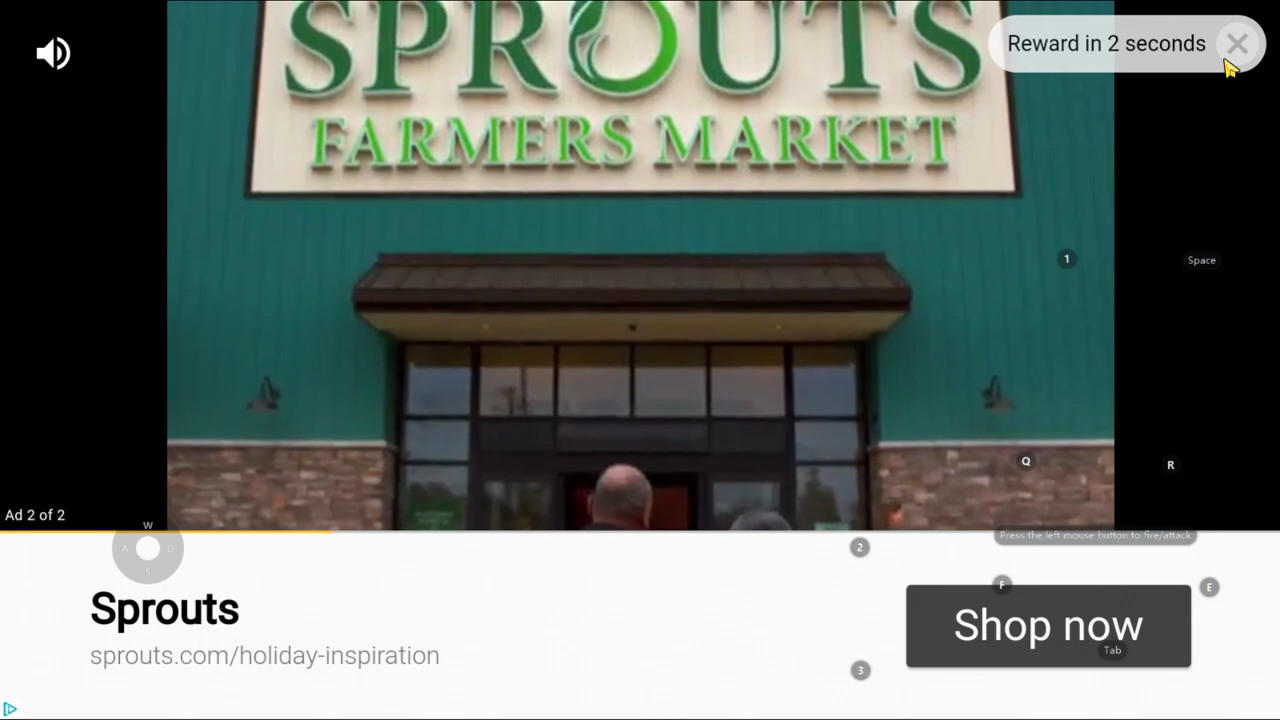 Reward in 2 seconds
SPROUTS
FARMERS MARKET
1
Space
Q
R
Ad 2 of 2
W
A
D
S
2
Press the left mouse button to fire/attack
F
E
Sprouts
Shop now
Tab
sprouts.com/holiday-inspiration
3